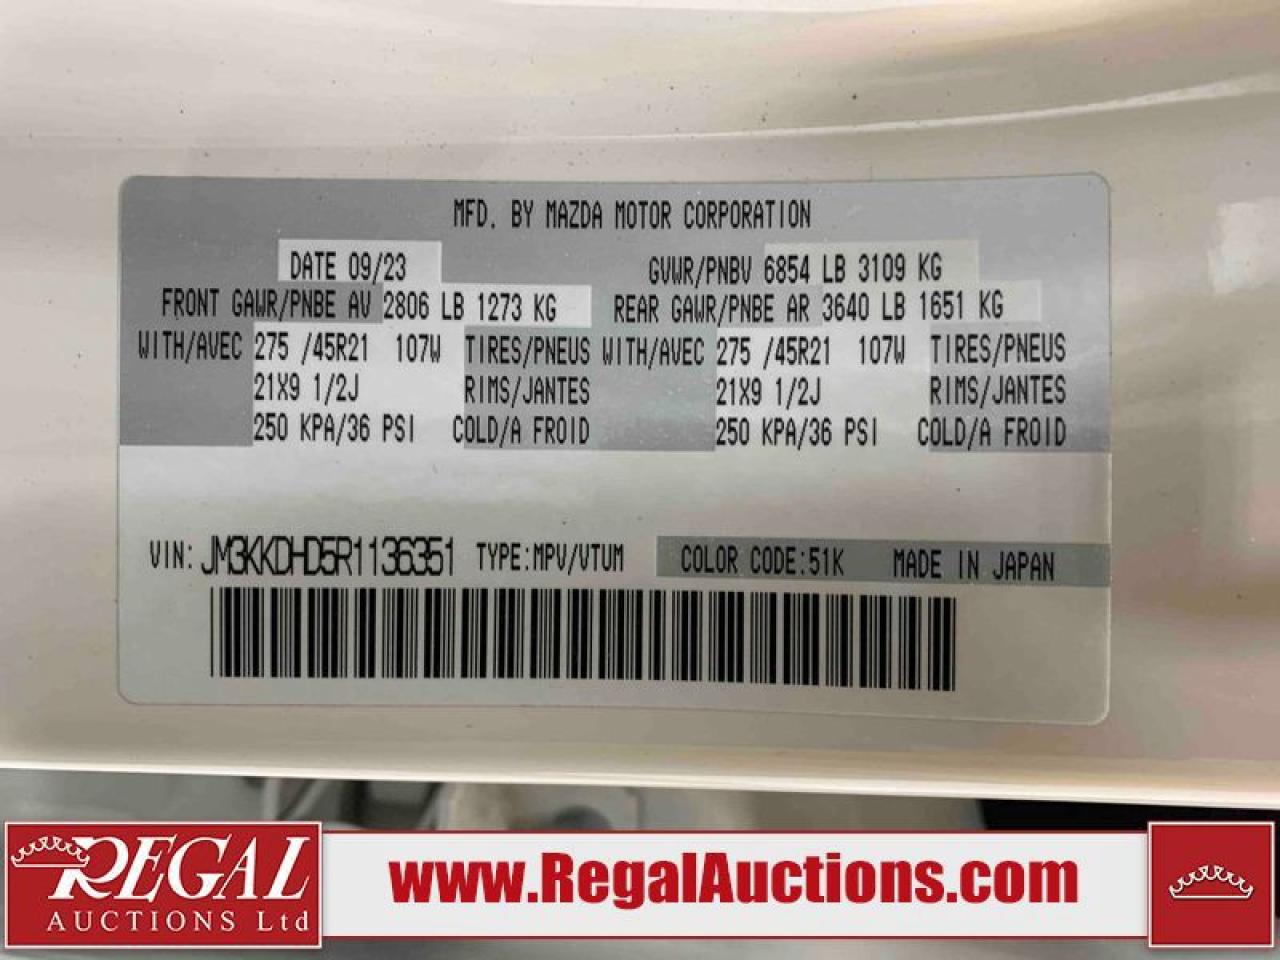 MFD. BY MAZDA MOTOR CORPORATION
DATE 09/23 GVWR/PNBV 6854 LB 3109 KG
FRONT GAWR/PNBE AV 2806 LB 1273 KG REAR GAWR/PNBE AR 3640 LB 1651 KG
WITH/AVEC 275 /45R21 107W TIRES/PNEUS WITH/AVEC 275 /45R21 107W TIRES/PNEUS
21X9 1/2J RIMS/JANTES 21X9 1/2J RIMS/JANTES
250 KPA/36 PSI COLD/A FROID 250 KPA/36 PSI COLD/A FROID
VIN: JM3KKDHD5R1136351 TYPE:MPV/VTUM COLOR CODE:51K MADE IN JAPAN
REGAL
AUCTIONS Ltd
www.RegalAuctions.com